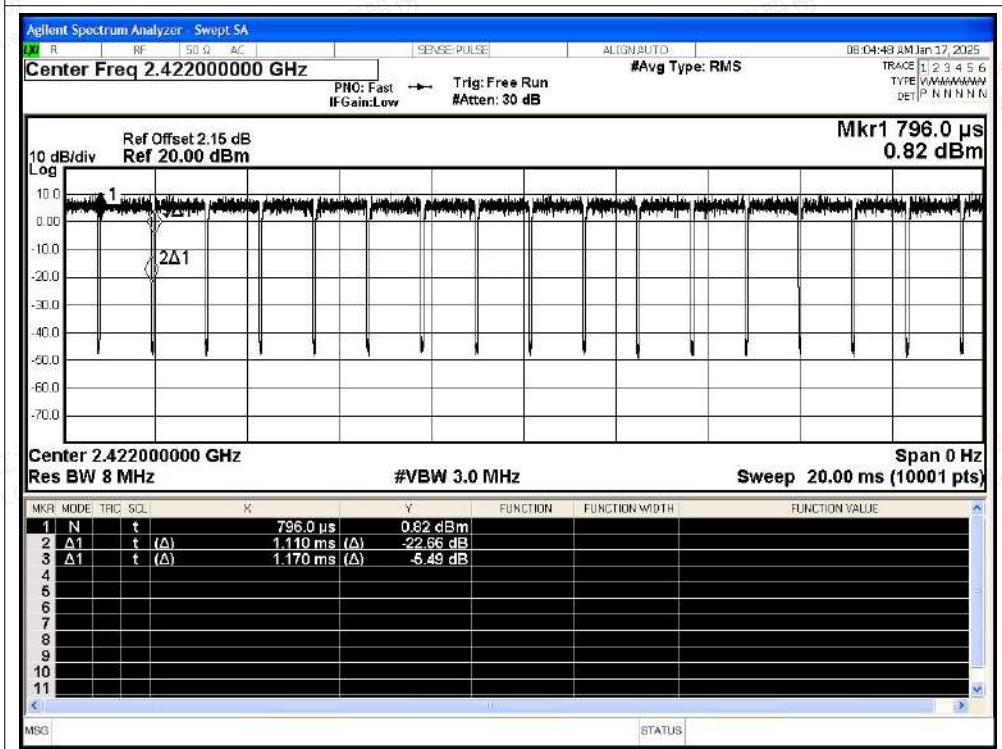 Agilent Spectrum Analyzer - Swept SA
LXI R RF 50 Ω AC SENSE:PULSE ALIGN AUTO 08:04:48 AM Jan 17, 2025
Center Freq 2.422000000 GHz #Avg Type: RMS TRACE 1 2 3 4 5 6
PNO: Fast Trig: Free Run TYPE
IFGain:Low #Atten: 30 dB DET P N N N N N
Ref Offset 2.15 dB Mkr1 796.0 µs
10 dB/div Ref 20.00 dBm 0.82 dBm
Log
10.0
1
0.00
-10.0
2Δ1
-20.0
-30.0
-40.0
-50.0
-60.0
-70.0
Center 2.422000000 GHz Span 0 Hz
Res BW 8 MHz #VBW 3.0 MHz Sweep 20.00 ms (10001 pts)
MKR MODE TRC SCL X Y FUNCTION FUNCTION WIDTH FUNCTION VALUE
1 N t 796.0 µs 0.82 dBm
2 Δ1 t (Δ) 1.110 ms (Δ) -22.66 dB
3 Δ1 t (Δ) 1.170 ms (Δ) -5.49 dB
4
5
6
7
8
9
10
11
MSG STATUS